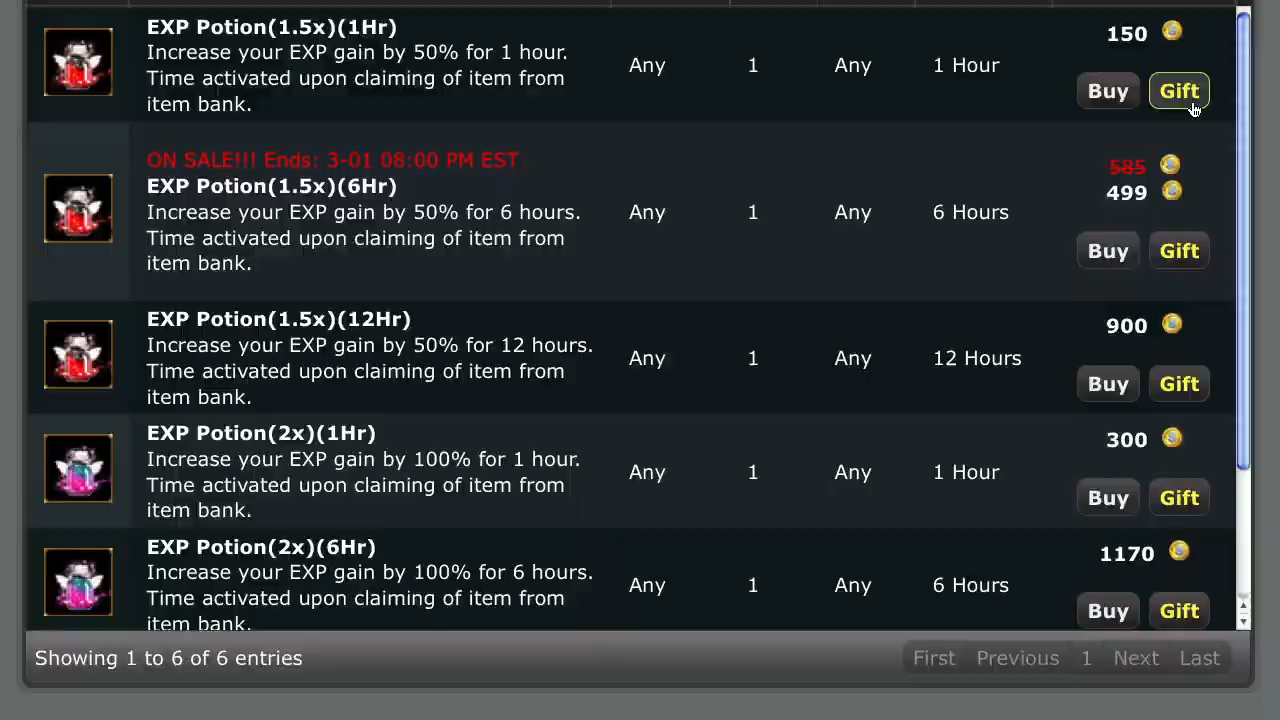 EXP Potion(1.5x)(1Hr)
Increase your EXP gain by 50% for 1 hour.
Time activated upon claiming of item from
item bank.
Any
1
Any
1 Hour
150
Buy
Gift
ON SALE!!! Ends: 3-01 08:00 PM EST
EXP Potion(1.5x)(6Hr)
Increase your EXP gain by 50% for 6 hours.
Time activated upon claiming of item from
item bank.
Any
1
Any
6 Hours
585
499
Buy
Gift
EXP Potion(1.5x)(12Hr)
Increase your EXP gain by 50% for 12 hours.
Time activated upon claiming of item from
item bank.
Any
1
Any
12 Hours
900
Buy
Gift
EXP Potion(2x)(1Hr)
Increase your EXP gain by 100% for 1 hour.
Time activated upon claiming of item from
item bank.
Any
1
Any
1 Hour
300
Buy
Gift
EXP Potion(2x)(6Hr)
Increase your EXP gain by 100% for 6 hours.
Time activated upon claiming of item from
item bank.
Any
1
Any
6 Hours
1170
Buy
Gift
Showing 1 to 6 of 6 entries
First Previous 1 Next Last